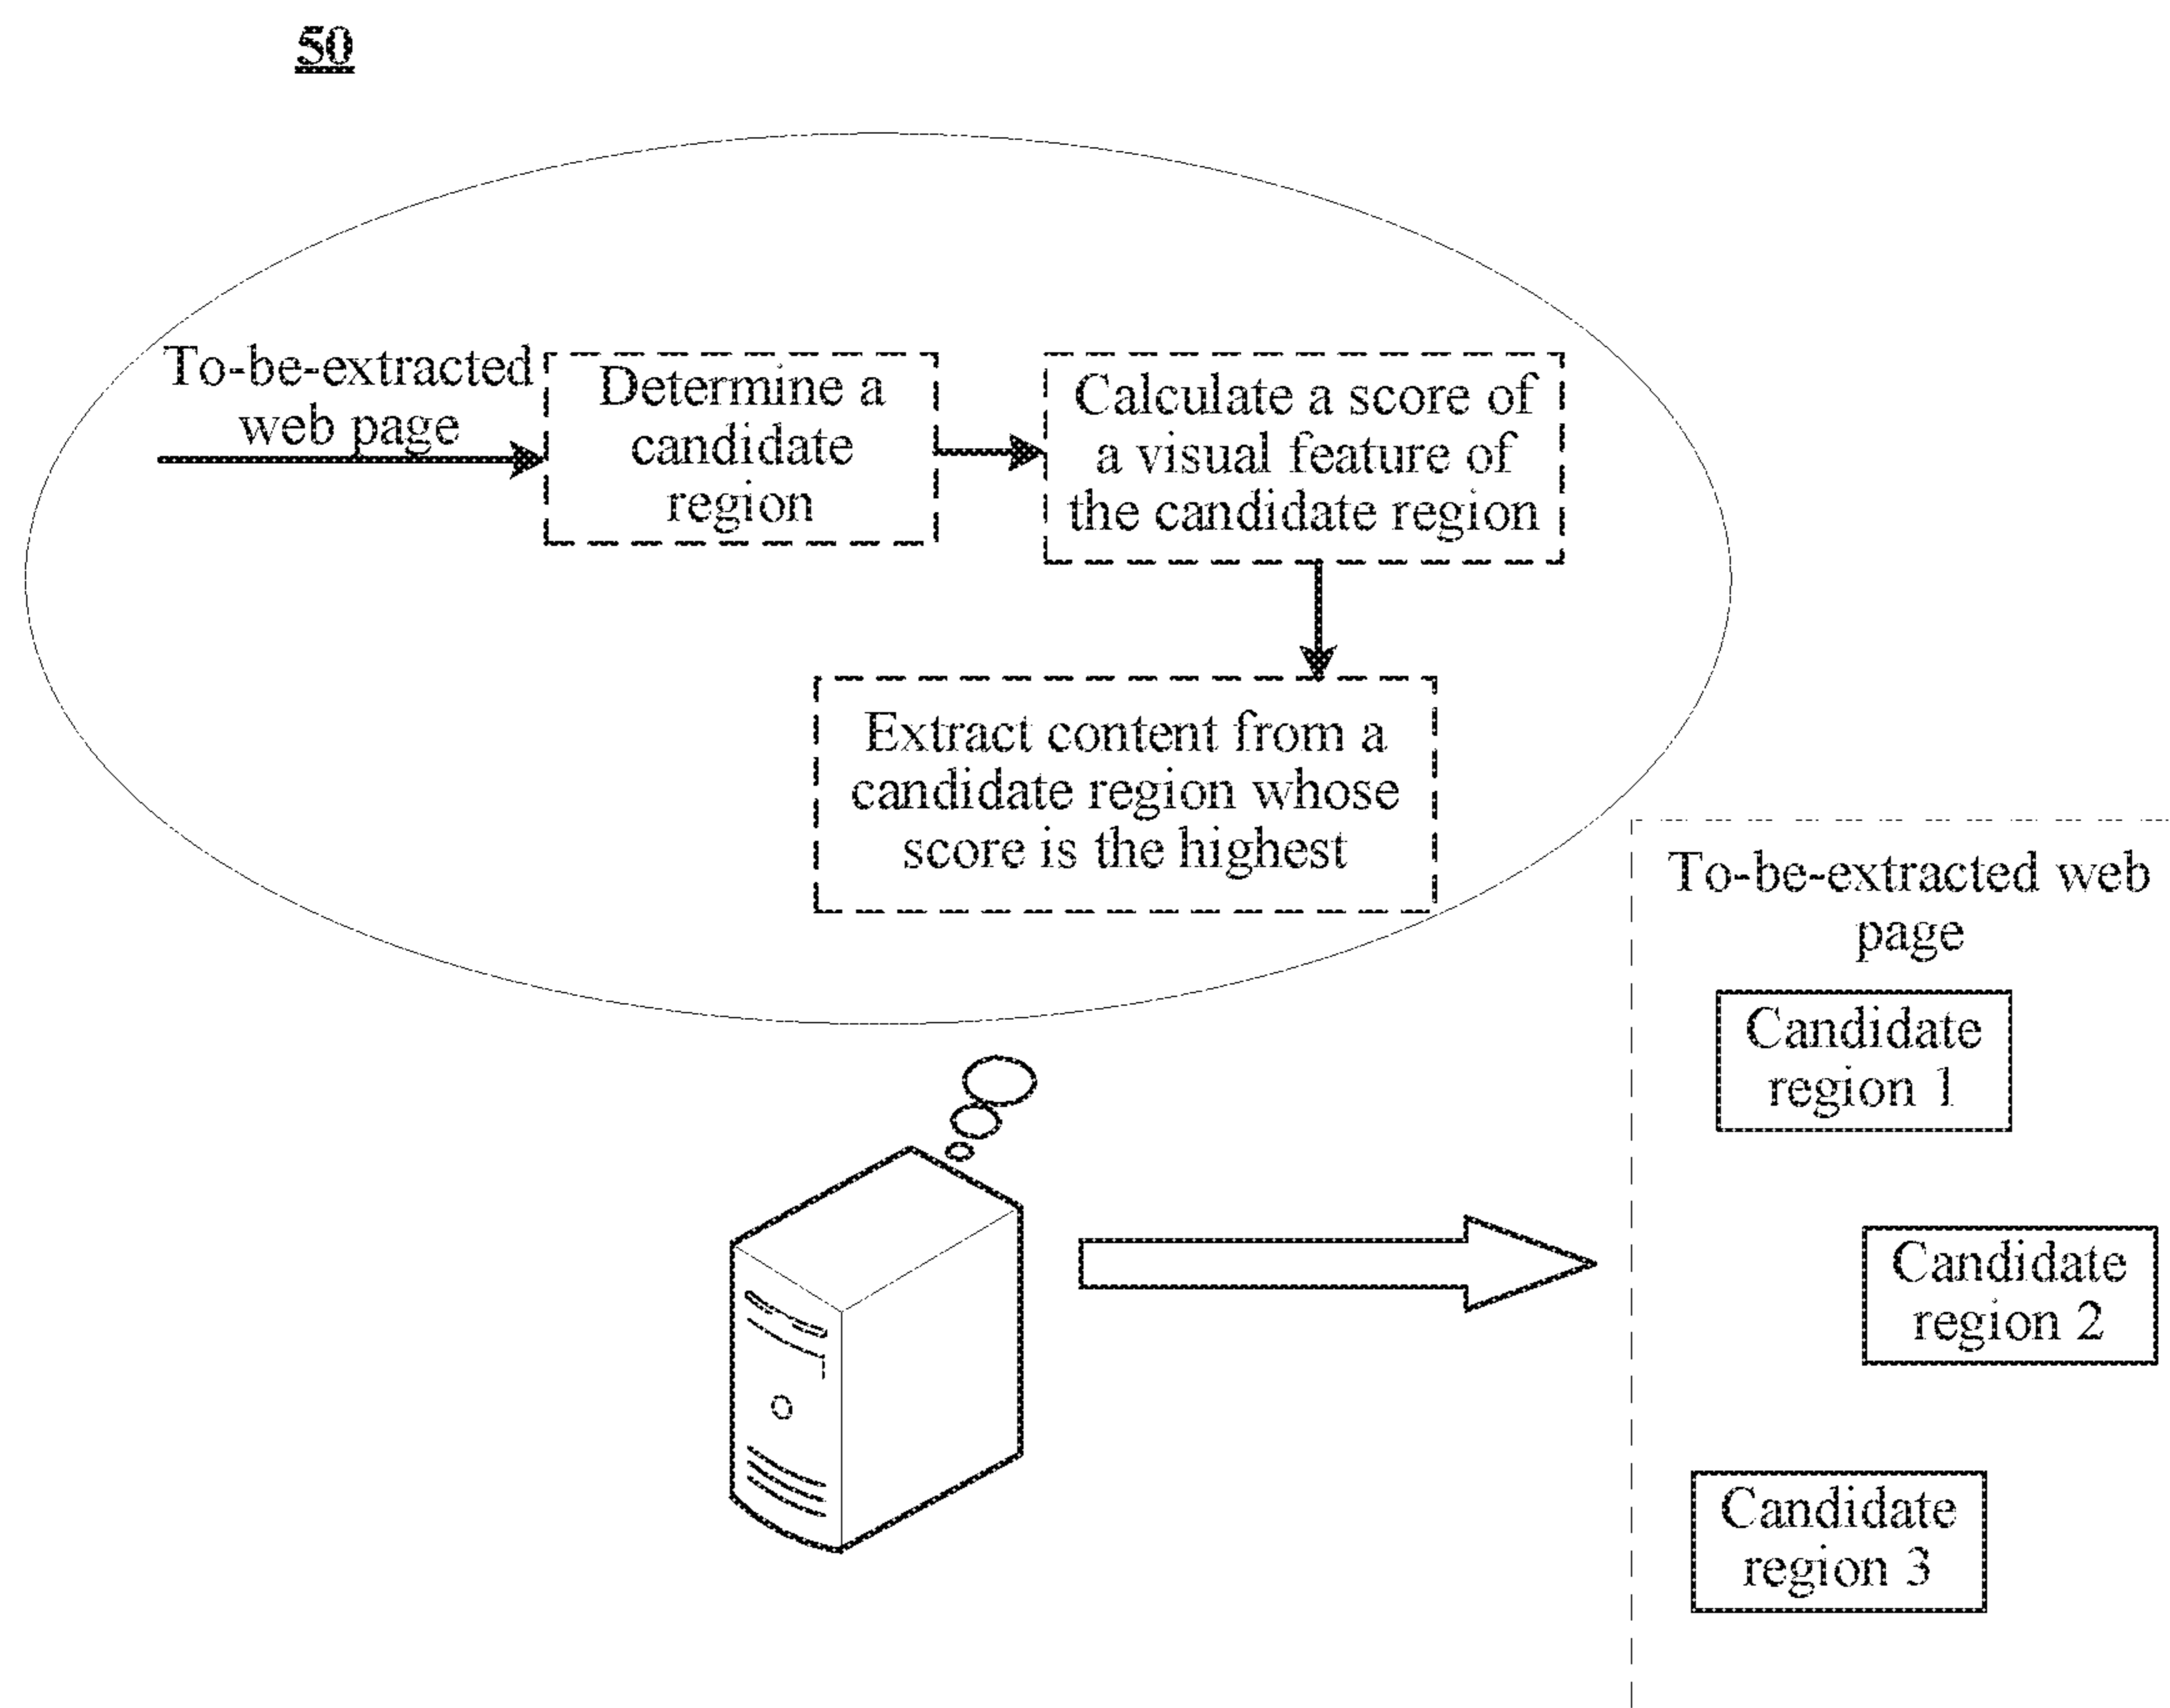 50
To-be-extracted
web page
Determine a
candidate
region
Calculate a score of
a visual feature of
the candidate region
Extract content from a
candidate region whose
score is the highest
To-be-extracted web
page
Candidate
region 1
Candidate
region 2
Candidate
region 3